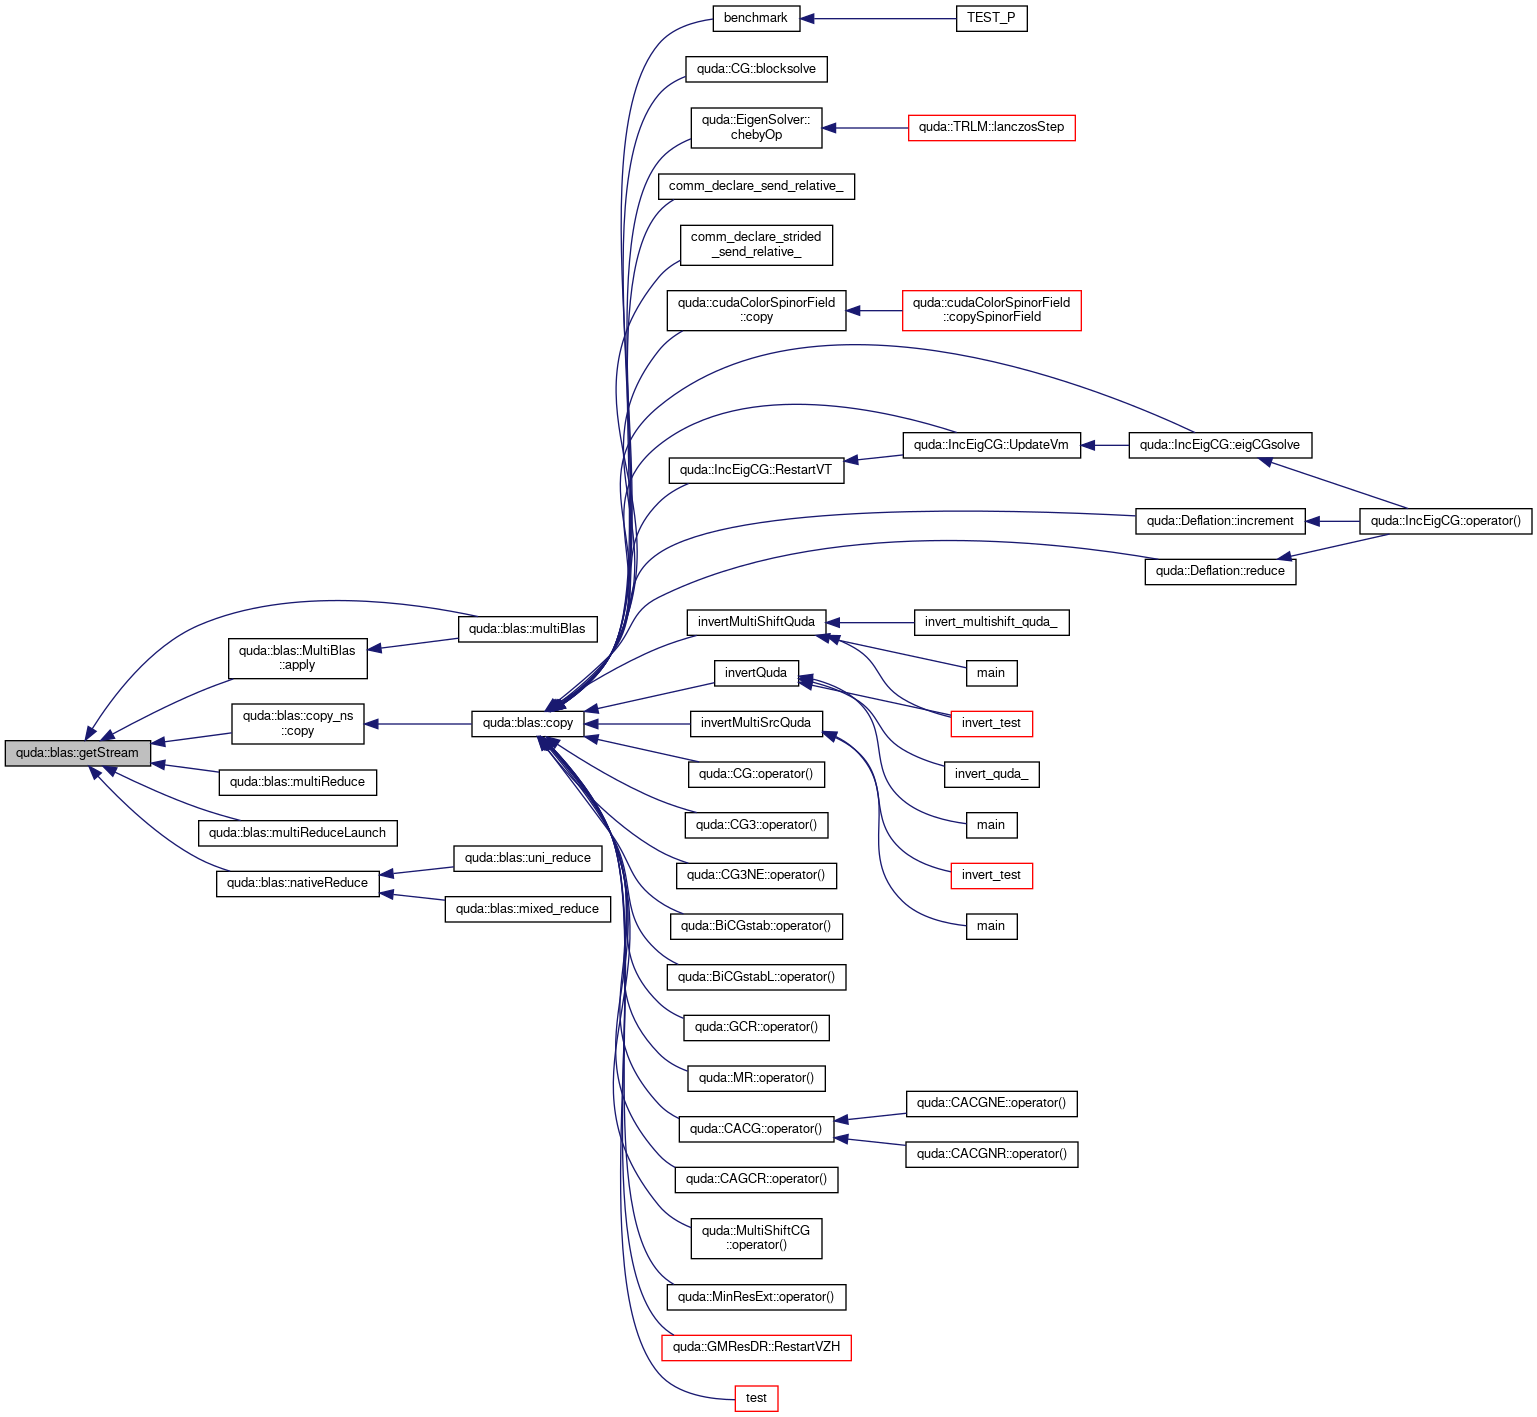 benchmark
TEST_P
quda::CG::blocksolve
quda::EigenSolver::
chebyOp
quda::TRLM::lanczosStep
comm_declare_send_relative_
comm_declare_strided
_send_relative_
quda::cudaColorSpinorField
::copy
quda::cudaColorSpinorField
::copySpinorField
quda::IncEigCG::UpdateVm
quda::IncEigCG::eigCGsolve
quda::IncEigCG::RestartVT
quda::Deflation::increment
quda::IncEigCG::operator()
quda::Deflation::reduce
quda::blas::multiBlas
invertMultiShiftQuda
invert_multishift_quda_
quda::blas::MultiBlas
::apply
invertQuda
main
quda::blas::copy_ns
::copy
quda::blas::copy
invertMultiSrcQuda
invert_test
quda::blas::getStream
quda::blas::multiReduce
quda::CG::operator()
invert_quda_
quda::blas::multiReduceLaunch
quda::CG3::operator()
main
quda::blas::uni_reduce
quda::blas::nativeReduce
quda::CG3NE::operator()
invert_test
quda::blas::mixed_reduce
quda::BiCGstab::operator()
main
quda::BiCGstabL::operator()
quda::GCR::operator()
quda::MR::operator()
quda::CACG::operator()
quda::CACGNE::operator()
quda::CACGNR::operator()
quda::CAGCR::operator()
quda::MultiShiftCG
::operator()
quda::MinResExt::operator()
quda::GMResDR::RestartVZH
test